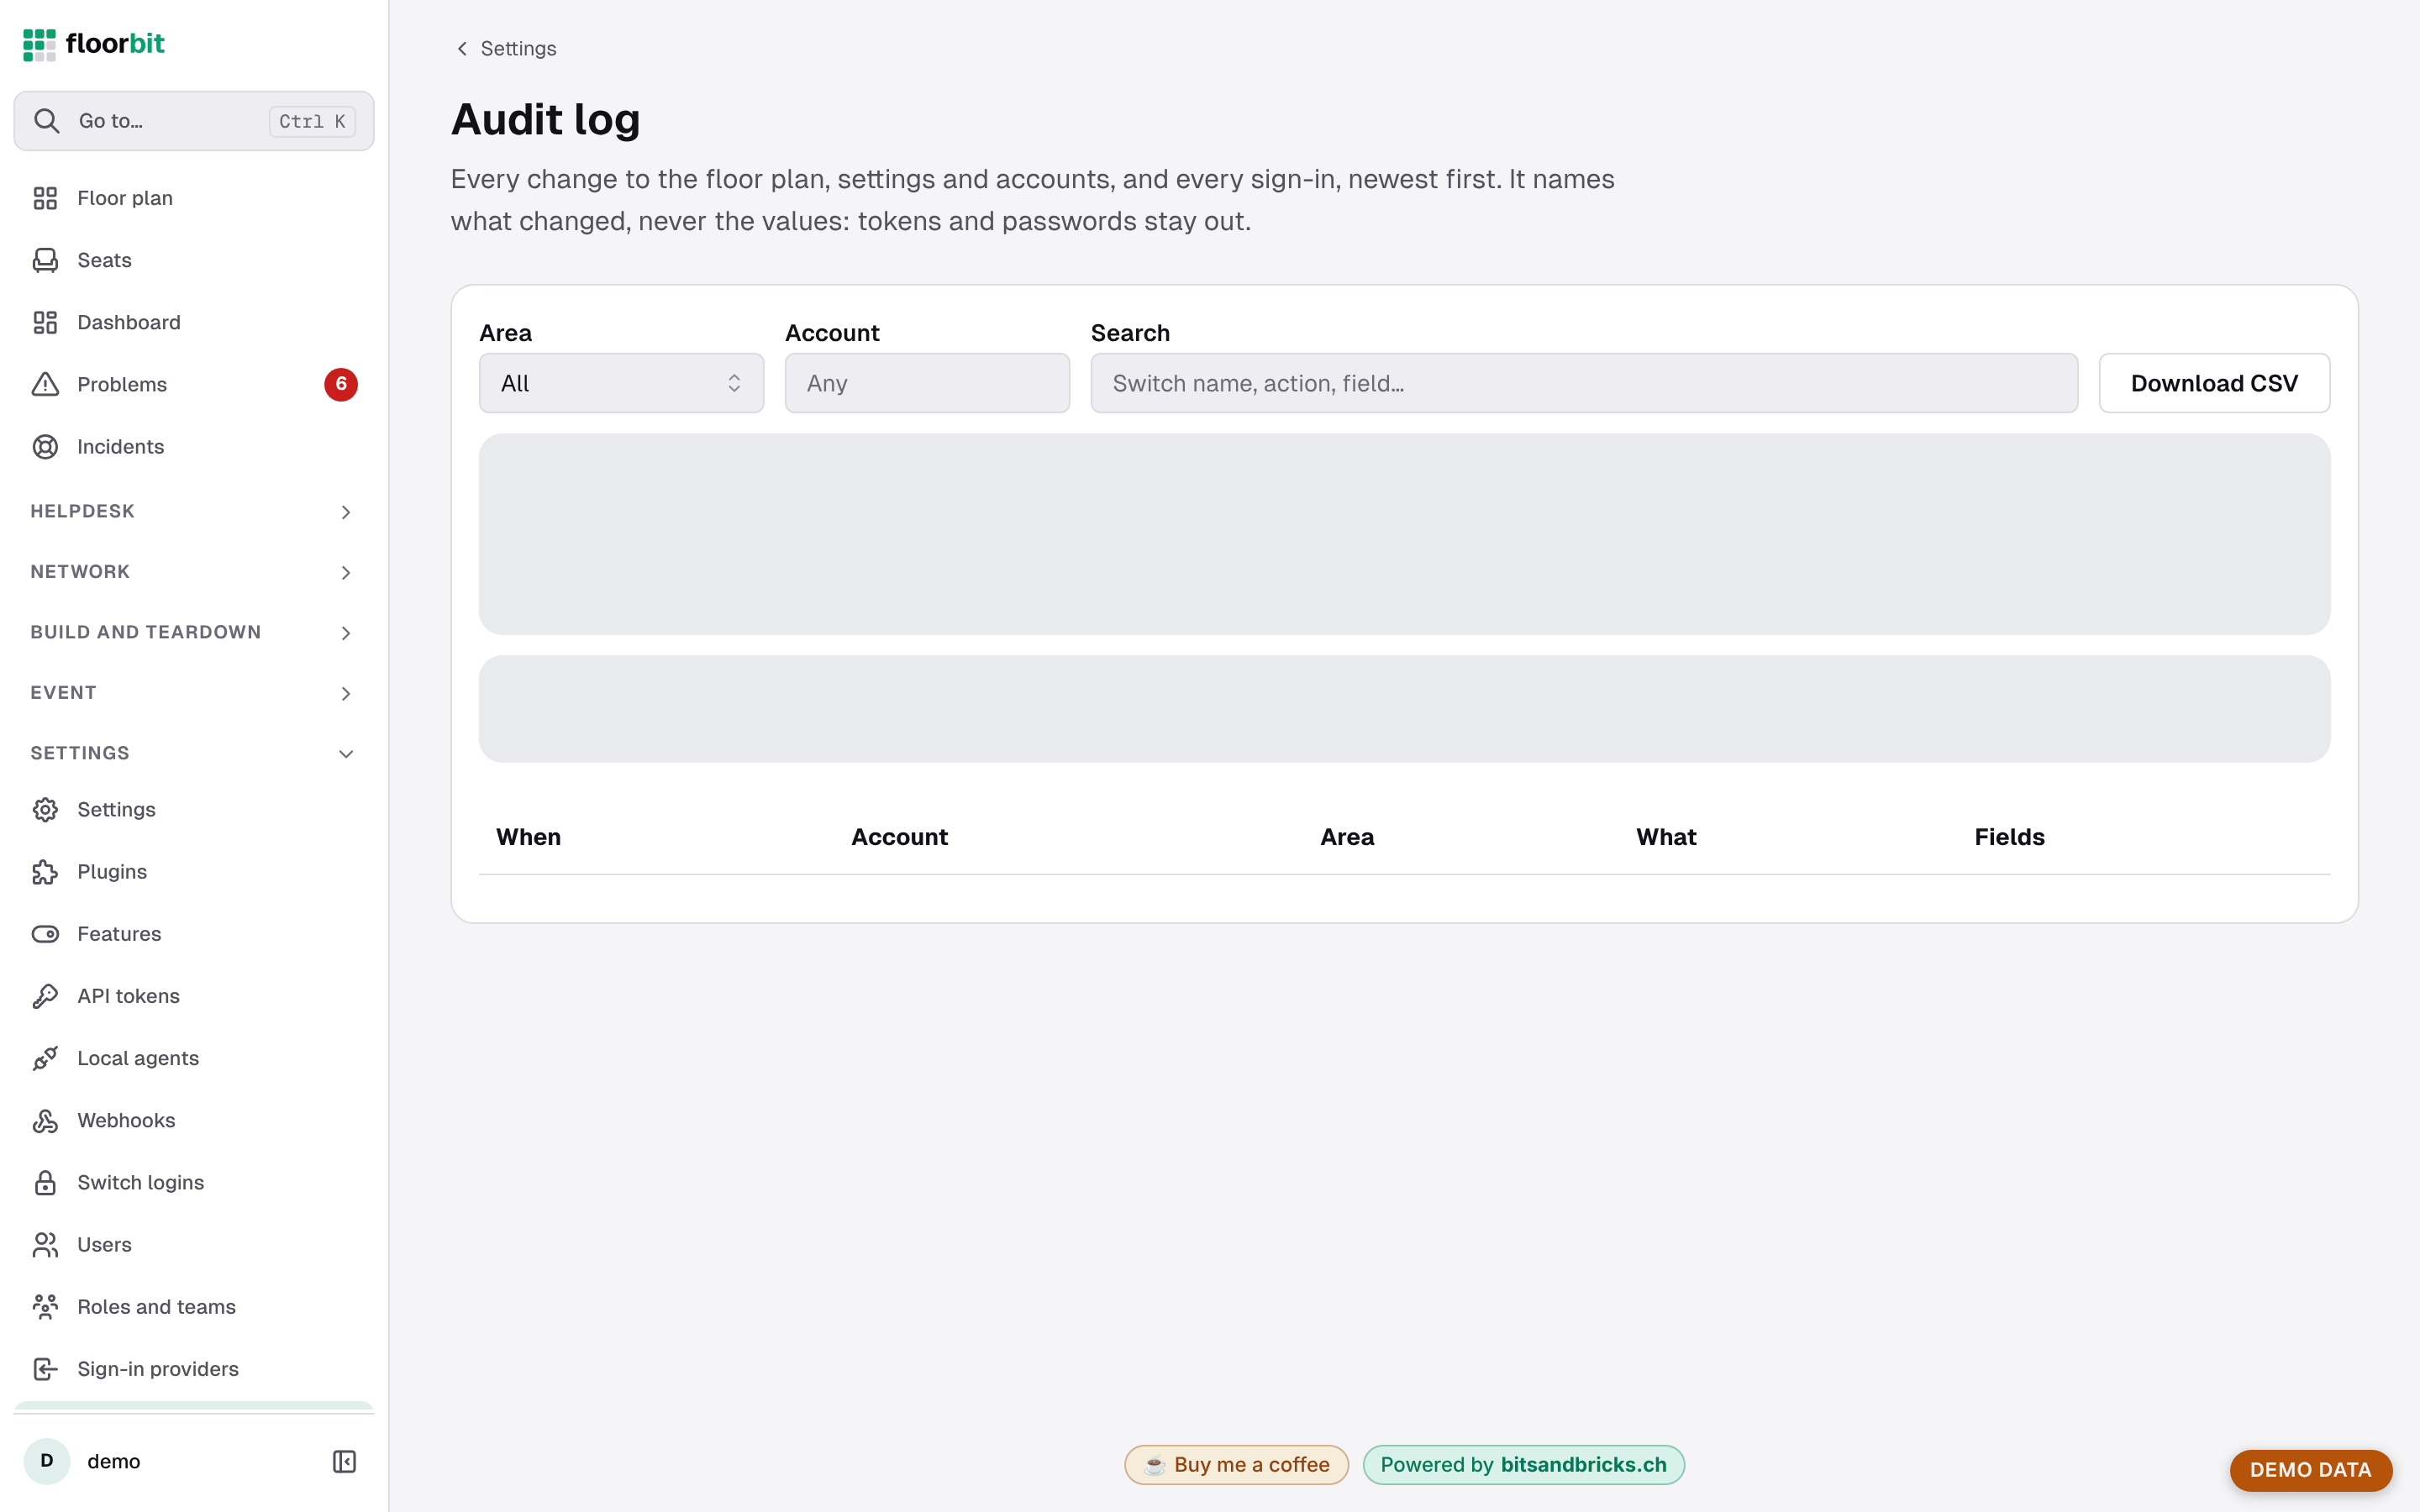 floorbit
Go to…
Ctrl K
Floor plan
Seats
Dashboard
Problems
6
Incidents
HELPDESK
NETWORK
BUILD AND TEARDOWN
EVENT
SETTINGS
Settings
Plugins
Features
API tokens
Local agents
Webhooks
Switch logins
Users
Roles and teams
Sign-in providers
D
demo
Settings
Audit log
Every change to the floor plan, settings and accounts, and every sign-in, newest first. It names
what changed, never the values: tokens and passwords stay out.
Area
Account
Search
All
Any
Switch name, action, field…
Download CSV
When
Account
Area
What
Fields
Buy me a coffee
Powered by bitsandbricks.ch
DEMO DATA